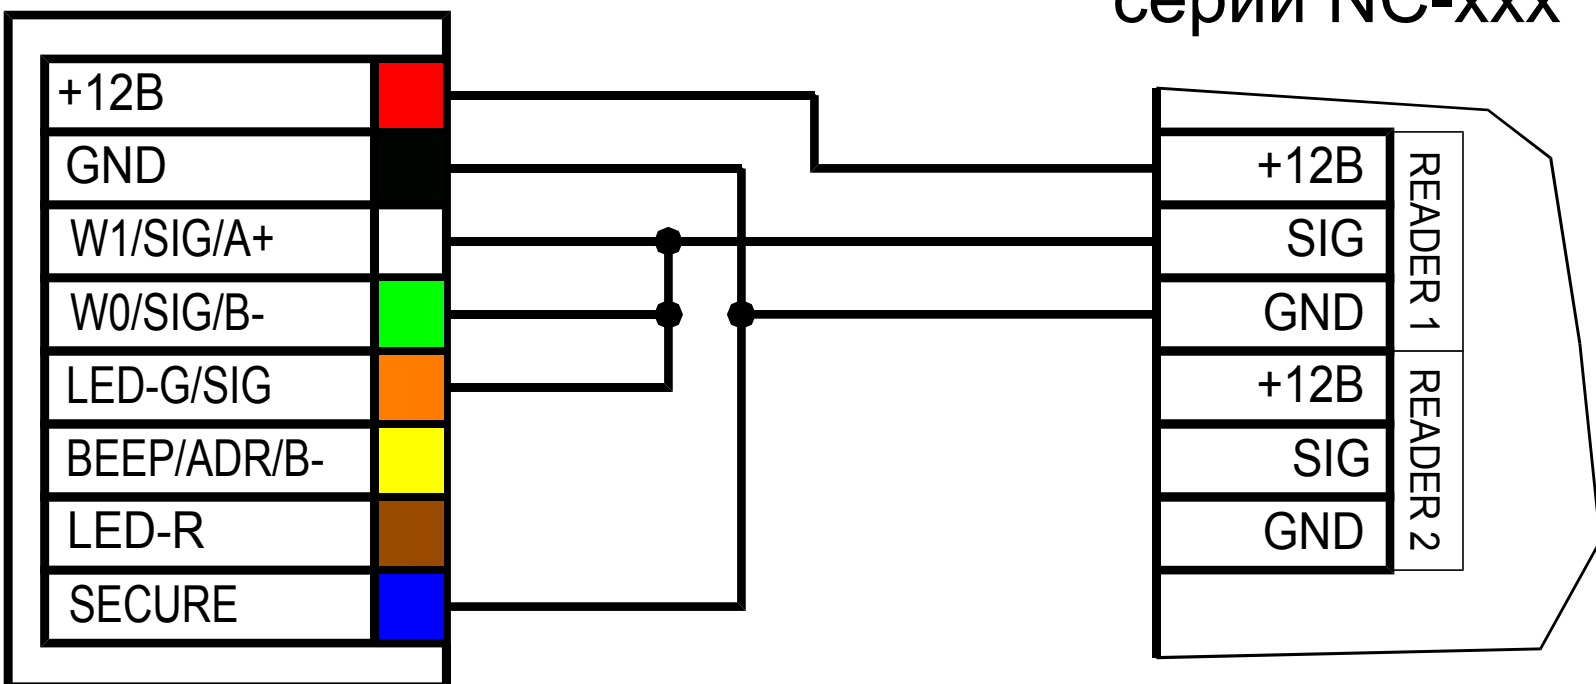 серии NC-xxx
+12В
GND
W1/SIG/A+
W0/SIG/B-
LED-G/SIG
BEEP/ADR/B-
LED-R
SECURE
+12В
SIG
GND
READER 1
+12В
SIG
GND
READER 2